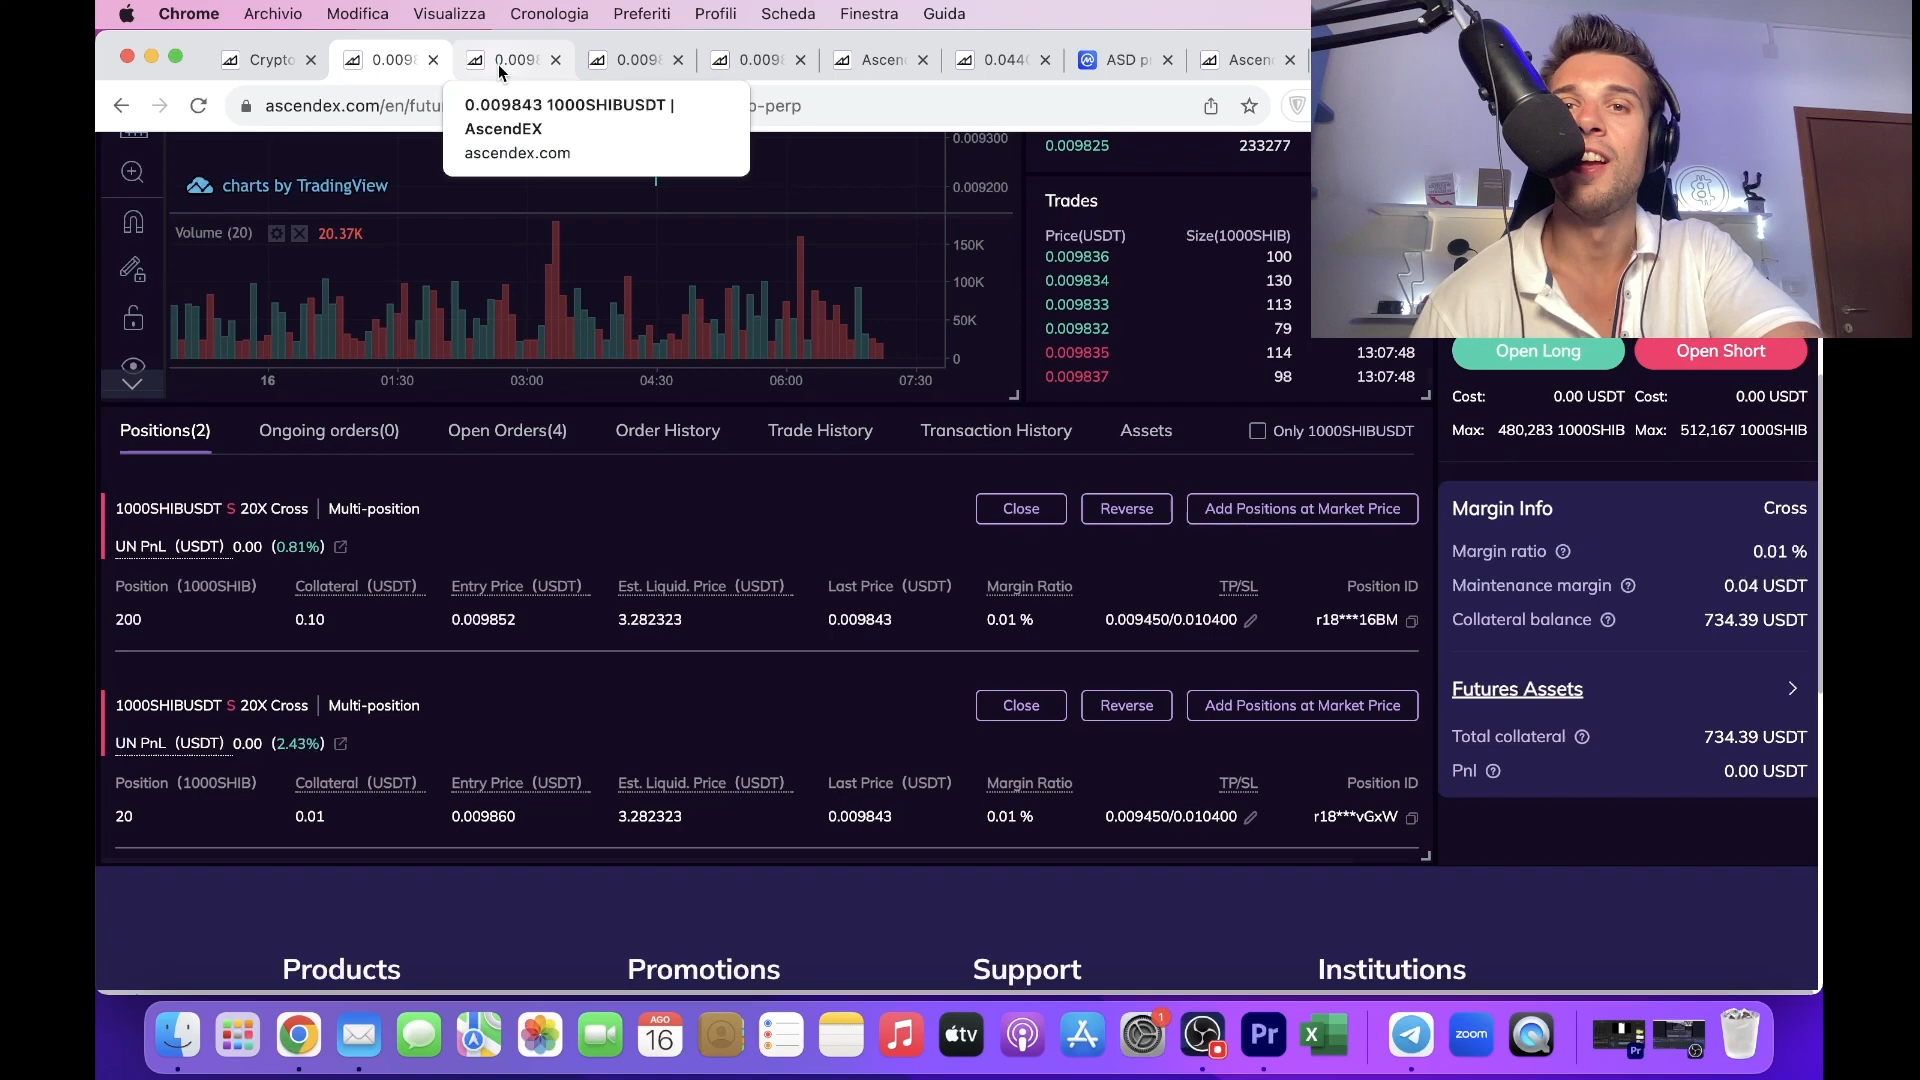 Chrome Archivio Modifica Visualizza Cronologia Preferiti Profili Scheda Finestra Guida
Crypto 0.009 0.009 0.009 0.009 Ascen 0.044 ASD p Ascen
ascendex.com/en/futu -perp
0.009843 1000SHIBUSDT |
AscendEX
ascendex.com
0.009300
0.009200
charts by TradingView
Volume (20) 20.37K
150K
100K
50K
0
16 01:30 03:00 04:30 06:00 07:30
0.009825 233277
Trades
Price(USDT) Size(1000SHIB)
0.009836 100
0.009834 130
0.009833 113
0.009832 79
0.009835 114 13:07:48
0.009837 98 13:07:48
Open Long Open Short
Cost: 0.00 USDT Cost: 0.00 USDT
Max: 480,283 1000SHIB Max: 512,167 1000SHIB
Positions(2) Ongoing orders(0) Open Orders(4) Order History Trade History Transaction History Assets Only 1000SHIBUSDT
1000SHIBUSDT S 20X Cross | Multi-position Close Reverse Add Positions at Market Price
UN PnL (USDT) 0.00 (0.81%)
Position (1000SHIB) Collateral (USDT) Entry Price (USDT) Est. Liquid. Price (USDT) Last Price (USDT) Margin Ratio TP/SL Position ID
200 0.10 0.009852 3.282323 0.009843 0.01 % 0.009450/0.010400 r18***16BM
1000SHIBUSDT S 20X Cross | Multi-position Close Reverse Add Positions at Market Price
UN PnL (USDT) 0.00 (2.43%)
Position (1000SHIB) Collateral (USDT) Entry Price (USDT) Est. Liquid. Price (USDT) Last Price (USDT) Margin Ratio TP/SL Position ID
20 0.01 0.009860 3.282323 0.009843 0.01 % 0.009450/0.010400 r18***vGxW
Margin Info Cross
Margin ratio 0.01 %
Maintenance margin 0.04 USDT
Collateral balance 734.39 USDT
Futures Assets
Total collateral 734.39 USDT
Pnl 0.00 USDT
Products Promotions Support Institutions
AGO
16
tv
1
Pr
X
zoom
Pr